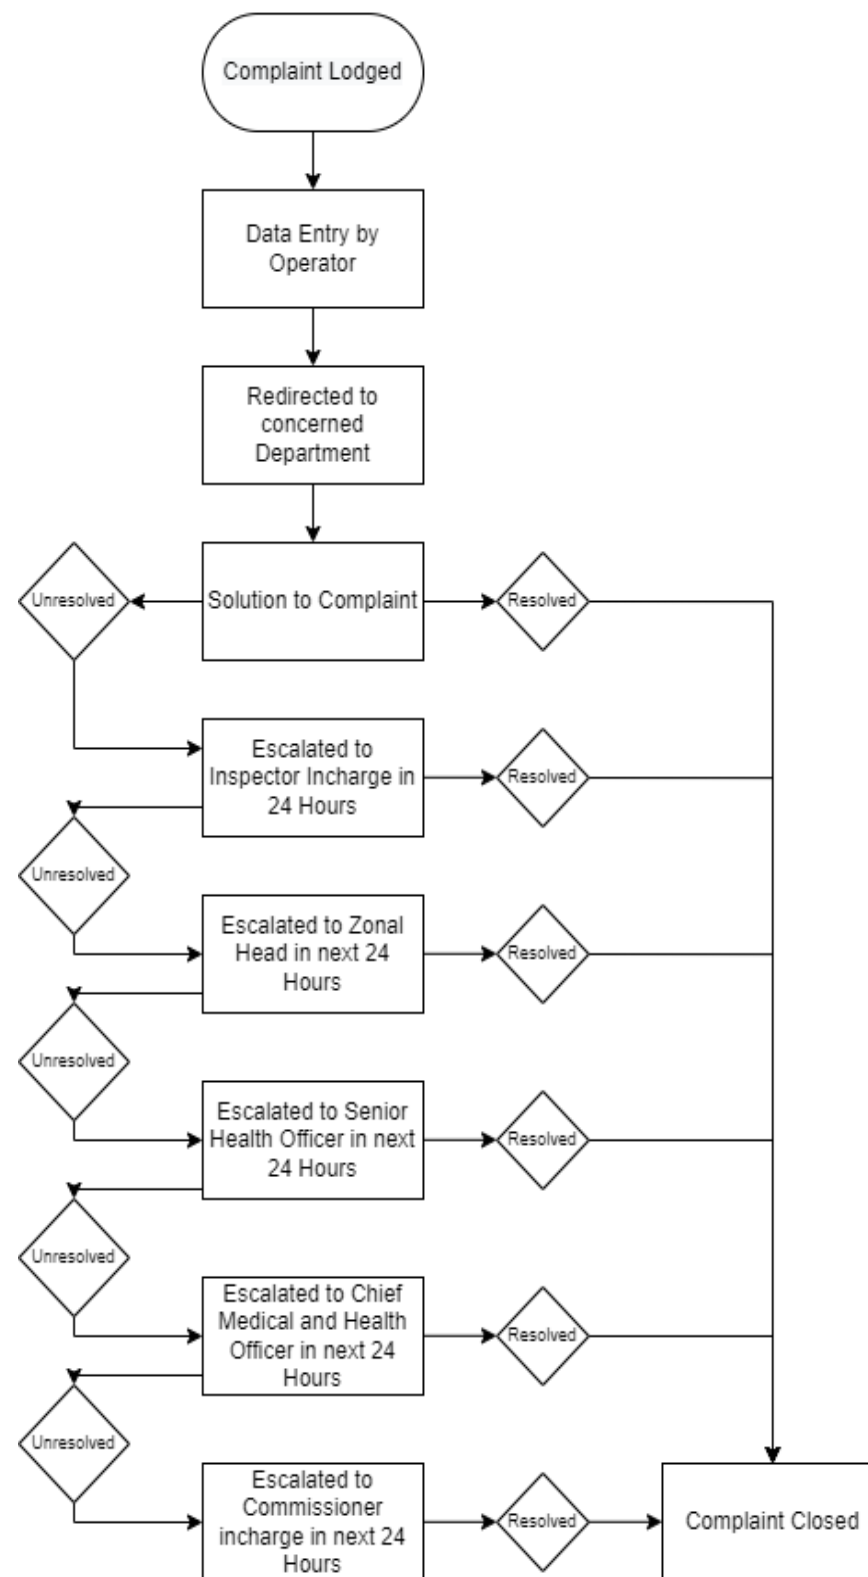 Complaint Lodged
Data Entry by
Operator
Redirected to
concerned
Department
Unresolved
Solution to Complaint
Resolved
Escalated to
Inspector Incharge in
24 Hours
Resolved
Unresolved
Escalated to Zonal
Head in next 24
Hours
Resolved
Unresolved
Escalated to Senior
Health Officer in next
24 Hours
Resolved
Unresolved
Escalated to Chief
Medical and Health
Officer in next 24
Hours
Resolved
Unresolved
Escalated to
Commissioner
incharge in next 24
Hours
Resolved
Complaint Closed